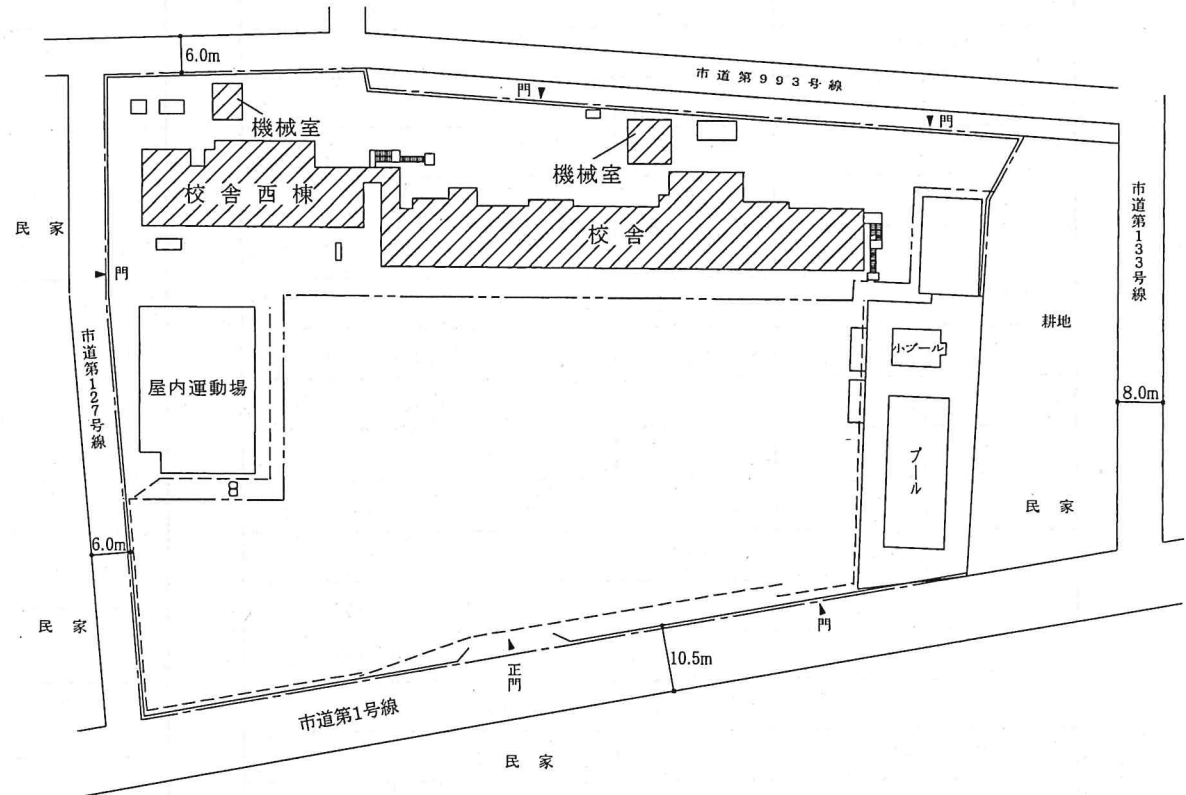 6.0m
市道第993号線
門
門
機械室
機械室
校舎西棟
校舎
市道第133号線
民家
門
耕地
小プール
市道第127号線
屋内運動場
8.0m
プール
民家
6.0m
民家
門
10.5m
正門
市道第1号線
民家